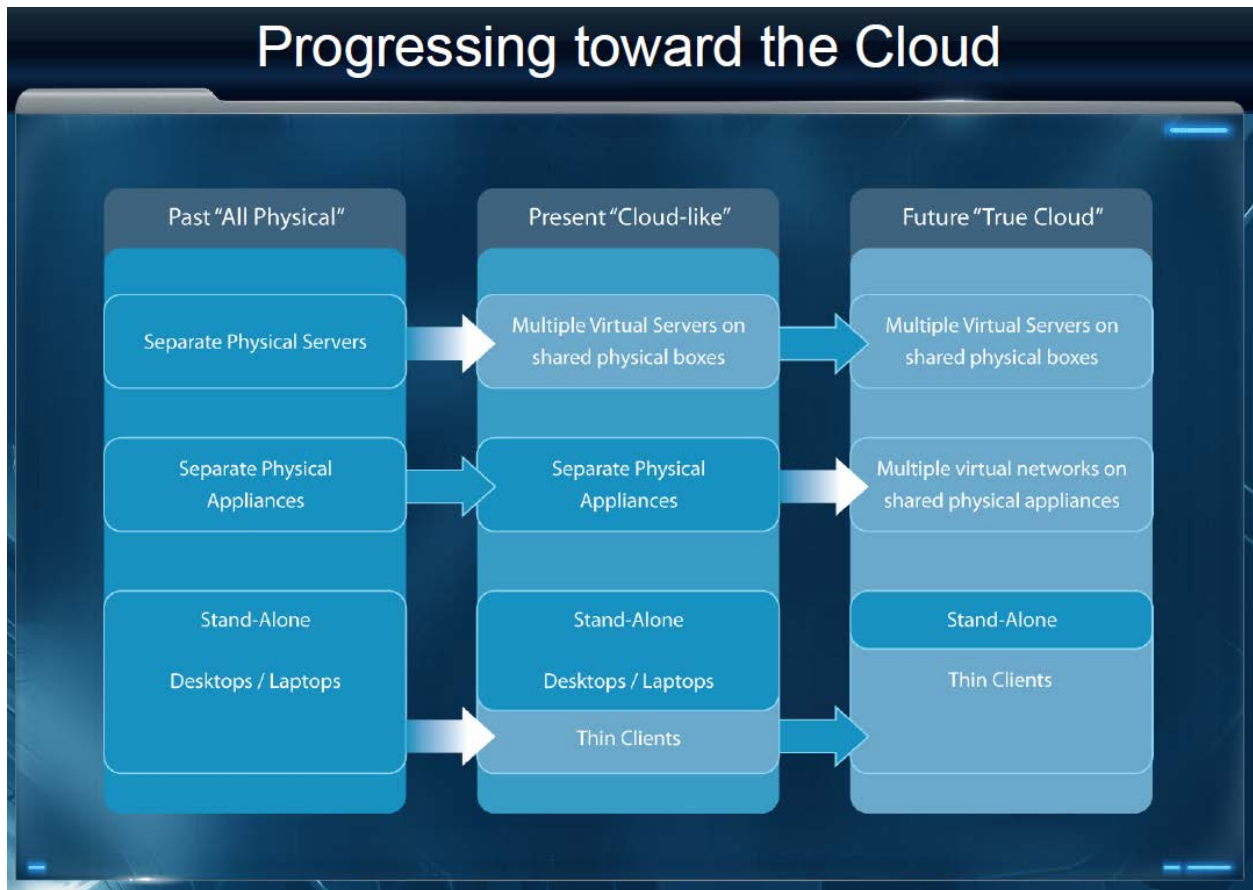 Progressing toward the Cloud
Past "All Physical"
Separate Physical Servers
Separate Physical
Appliances
Stand-Alone
Desktops / Laptops
Present "Cloud-like"
Multiple Virtual Servers on
shared physical boxes
Separate Physical
Appliances
Stand-Alone
Desktops / Laptops
Thin Clients
Future "True Cloud"
Multiple Virtual Servers on
shared physical boxes
Multiple virtual networks on
shared physical appliances
Stand-Alone
Thin Clients